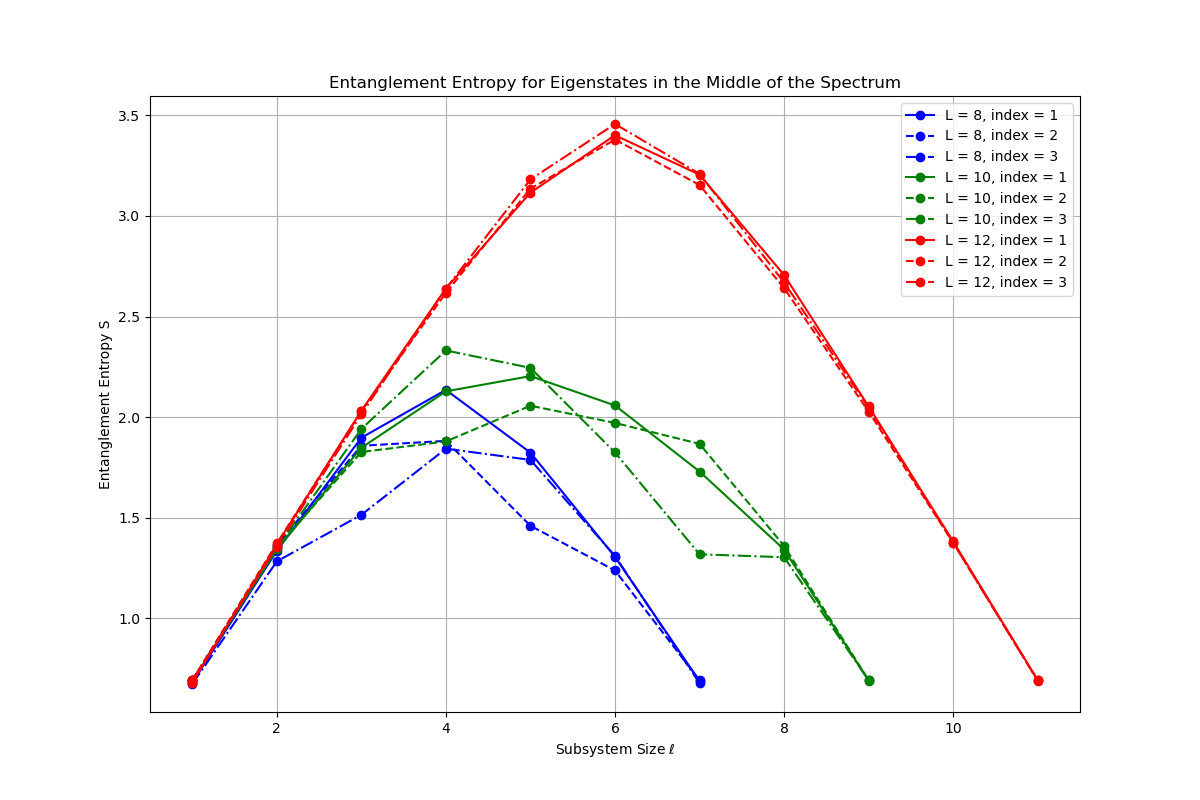 Entanglement Entropy for Eigenstates in the Middle of the Spectrum
3.5
3.0
2.5
2.0
1.5
1.0
Entanglement Entropy S
2
4
6
8
10
Subsystem Size ℓ
L = 8, index = 1
L = 8, index = 2
L = 8, index = 3
L = 10, index = 1
L = 10, index = 2
L = 10, index = 3
L = 12, index = 1
L = 12, index = 2
L = 12, index = 3